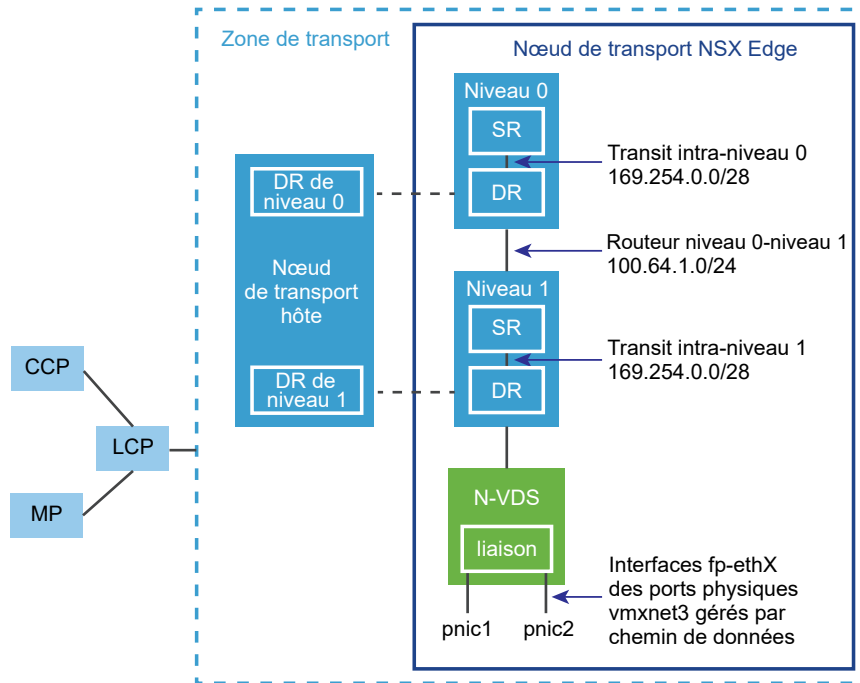 Zone de transport
Nœud de transport NSX Edge
Niveau 0
SR
DR
Transit intra-niveau 0
169.254.0.0/28
DR de
niveau 0
Routeur niveau 0-niveau 1
100.64.1.0/24
Nœud
de transport
hôte
Niveau 1
SR
DR
Transit intra-niveau 1
169.254.0.0/28
DR de
niveau 1
CCP
LCP
MP
N-VDS
liaison
pnic1
pnic2
Interfaces fp-ethX
des ports physiques
vmxnet3 gérés par
chemin de données